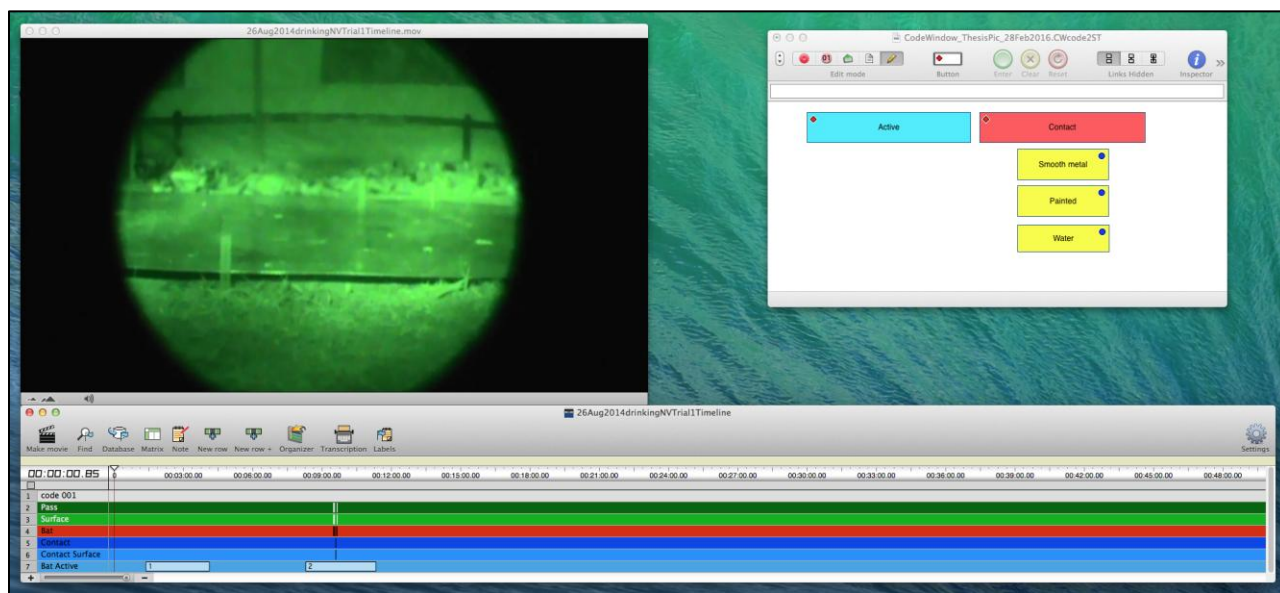 26Aug2014drinkingNVTrial1Timeline.mov
CodeWindow_ThesisPic_28Feb2016.CWcode2ST
Edit mode Button Enter Clear Reset Links Hidden Inspector
Active Contact
Smooth metal
Painted
Water
26Aug2014drinkingNVTrial1Timeline
Make movie Find Database Matrix Note New row New row + Organizer Transcription Labels Settings
00:00:00.85 0 00:03:00.00 00:06:00.00 00:09:00.00 00:12:00.00 00:15:00.00 00:18:00.00 00:21:00.00 00:24:00.00 00:27:00.00 00:30:00.00 00:33:00.00 00:36:00.00 00:39:00.00 00:42:00.00 00:45:00.00 00:48:00.00
1 code 001
2 Pass
3 Surface
4 Bat
5 Contact
6 Contact Surface
7 Bat Active 1 2